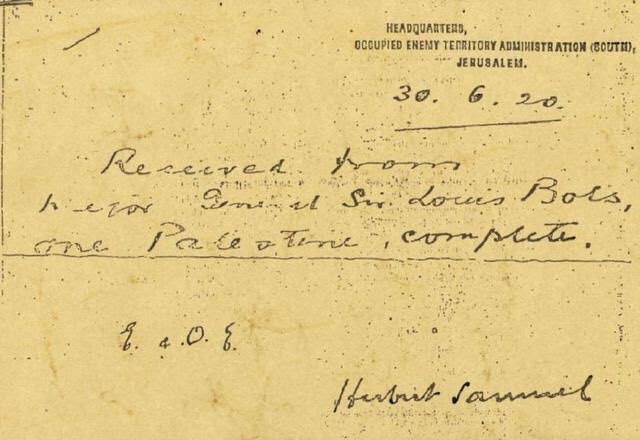 HEADQUARTERS,
OCCUPIED ENEMY TERRITORY ADMINISTRATION (SOUTH),
JERUSALEM.
30. 6. 20.
Received from
Major General Sir Louis Bols,
one Palestine, complete.
E. & O. E.
Herbert Samuel